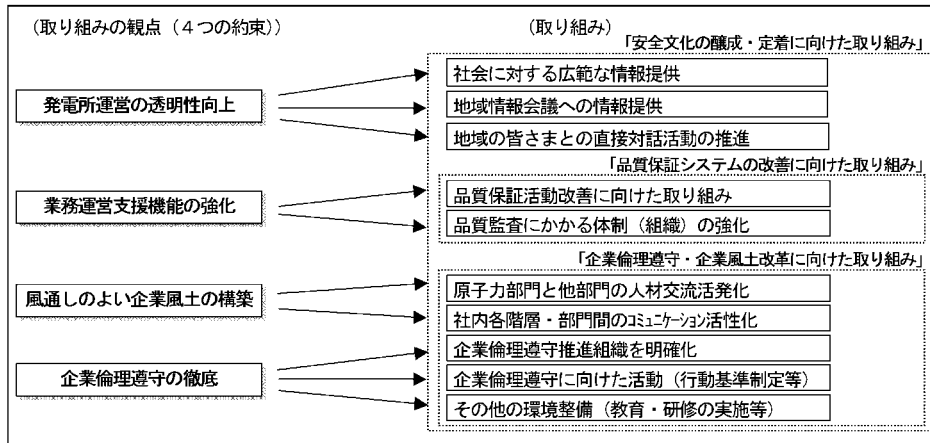 （取り組みの観点（４つの約束））
（取り組み）
「安全文化の醸成・定着に向けた取り組み」
発電所運営の透明性向上
社会に対する広範な情報提供
地域情報会議への情報提供
地域の皆さまとの直接対話活動の推進
「品質保証システムの改善に向けた取り組み」
業務運営支援機能の強化
品質保証活動改善に向けた取り組み
品質監査にかかる体制（組織）の強化
「企業倫理遵守・企業風土改革に向けた取り組み」
風通しのよい企業風土の構築
原子力部門と他部門の人材交流活発化
社内各階層・部門間のｺﾐｭﾆｹｰｼｮﾝ活性化
企業倫理遵守の徹底
企業倫理遵守推進組織を明確化
企業倫理遵守に向けた活動（行動基準制定等）
その他の環境整備（教育・研修の実施等）